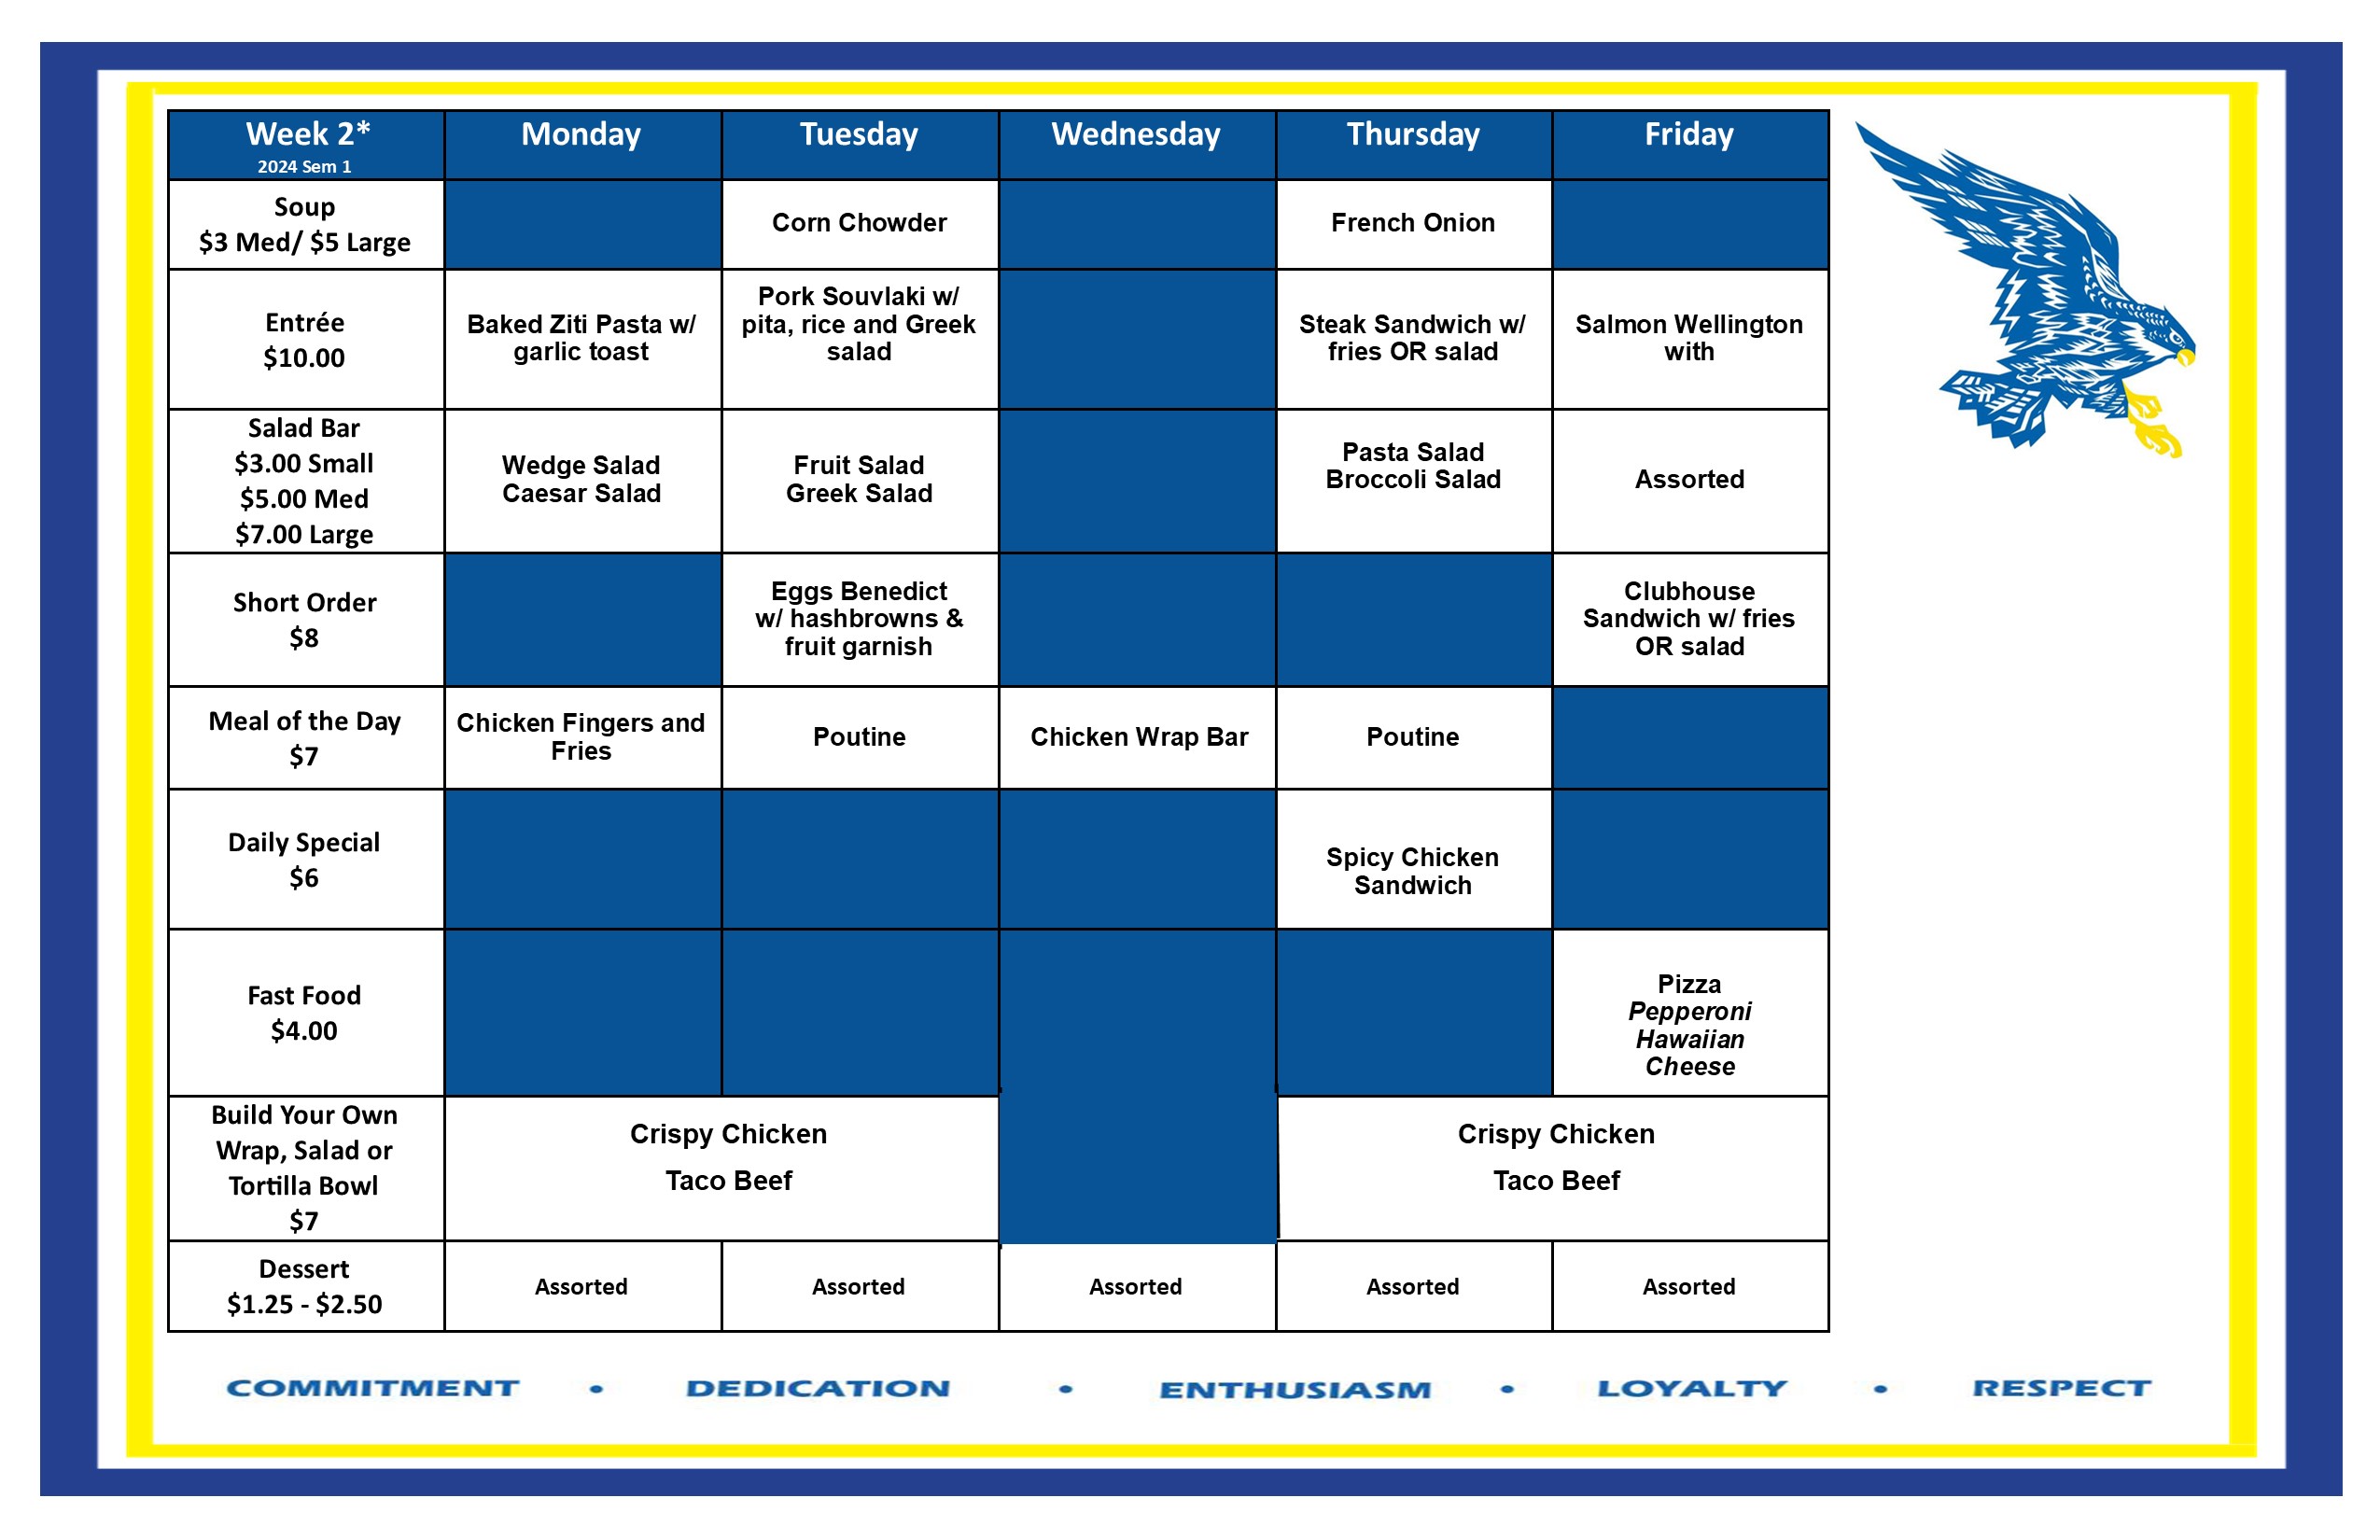 Week 2*
2024 Sem 1
Monday
Tuesday
Wednesday
Thursday
Friday
Soup
$3 Med/ $5 Large
Corn Chowder
French Onion
Entrée
$10.00
Baked Ziti Pasta w/
garlic toast
Pork Souvlaki w/
pita, rice and Greek
salad
Steak Sandwich w/
fries OR salad
Salmon Wellington
with
Salad Bar
$3.00 Small
$5.00 Med
$7.00 Large
Wedge Salad
Caesar Salad
Fruit Salad
Greek Salad
Pasta Salad
Broccoli Salad
Assorted
Short Order
$8
Eggs Benedict
w/ hashbrowns &
fruit garnish
Clubhouse
Sandwich w/ fries
OR salad
Meal of the Day
$7
Chicken Fingers and
Fries
Poutine
Chicken Wrap Bar
Poutine
Daily Special
$6
Spicy Chicken
Sandwich
Fast Food
$4.00
Pizza
Pepperoni
Hawaiian
Cheese
Build Your Own
Wrap, Salad or
Tortilla Bowl
$7
Crispy Chicken
Taco Beef
Crispy Chicken
Taco Beef
Dessert
$1.25 - $2.50
Assorted
Assorted
Assorted
Assorted
Assorted
COMMITMENT • DEDICATION • ENTHUSIASM • LOYALTY • RESPECT